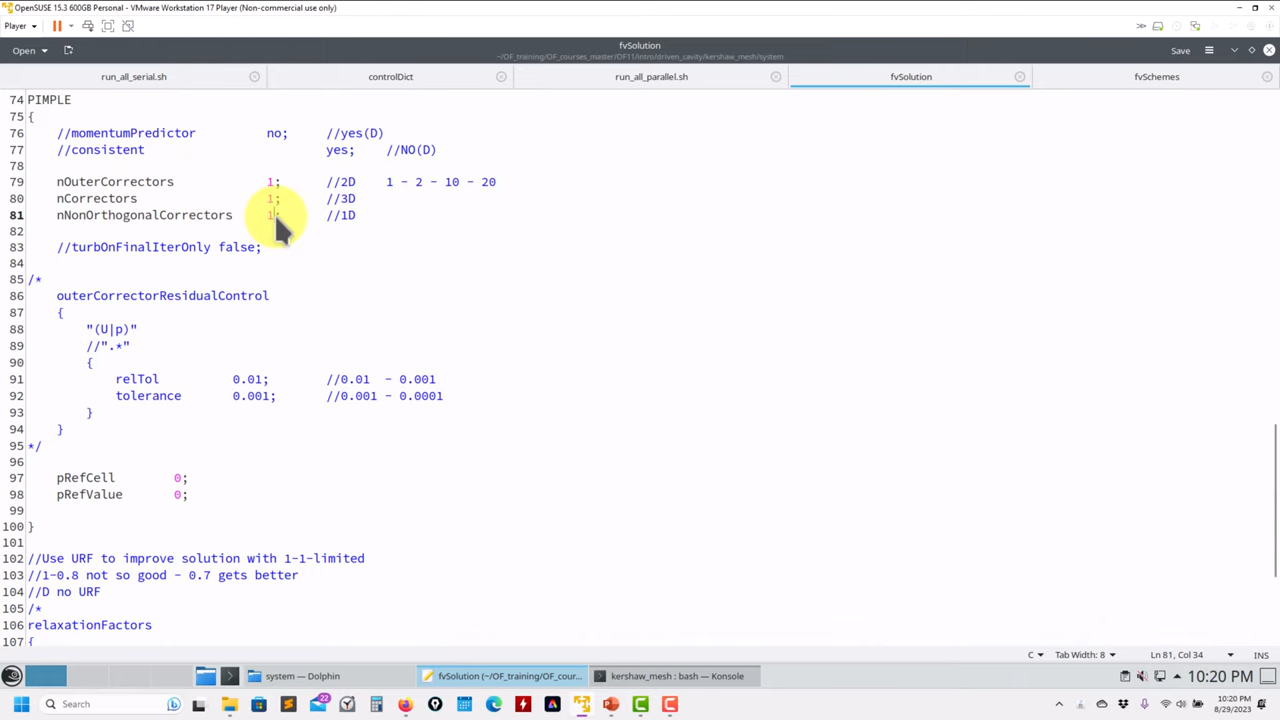 OpenSUSE 15.3 600GB Personal - VMware Workstation 17 Player (Non-commercial use only)
Player
Open
fvSolution
~/OF_training/OF_courses_master/OF11/intro/driven_cavity/kershaw_mesh/system
Save
run_all_serial.sh
controlDict
run_all_parallel.sh
fvSolution
fvSchemes
74 PIMPLE
75 {
76 //momentumPredictor no; //yes(D)
77 //consistent yes; //NO(D)
78
79 nOuterCorrectors 1; //2D 1 - 2 - 10 - 20
80 nCorrectors 1; //3D
81 nNonOrthogonalCorrectors 1; //1D
82
83 //turbOnFinalIterOnly false;
84
85 /*
86 outerCorrectorResidualControl
87 {
88 "(U|p)"
89 //".*"
90 {
91 relTol 0.01; //0.01 - 0.001
92 tolerance 0.001; //0.001 - 0.0001
93 }
94 }
95 */
96
97 pRefCell 0;
98 pRefValue 0;
99
100 }
101
102 //Use URF to improve solution with 1-1-limited
103 //1-0.8 not so good - 0.7 gets better
104 //D no URF
105 /*
106 relaxationFactors
107 {
C
Tab Width: 8
Ln 81, Col 34
INS
system — Dolphin
fvSolution (~/OF_training/OF_cour...
kershaw_mesh : bash — Konsole
10:20 PM
Search
22
10:20 PM
8/29/2023